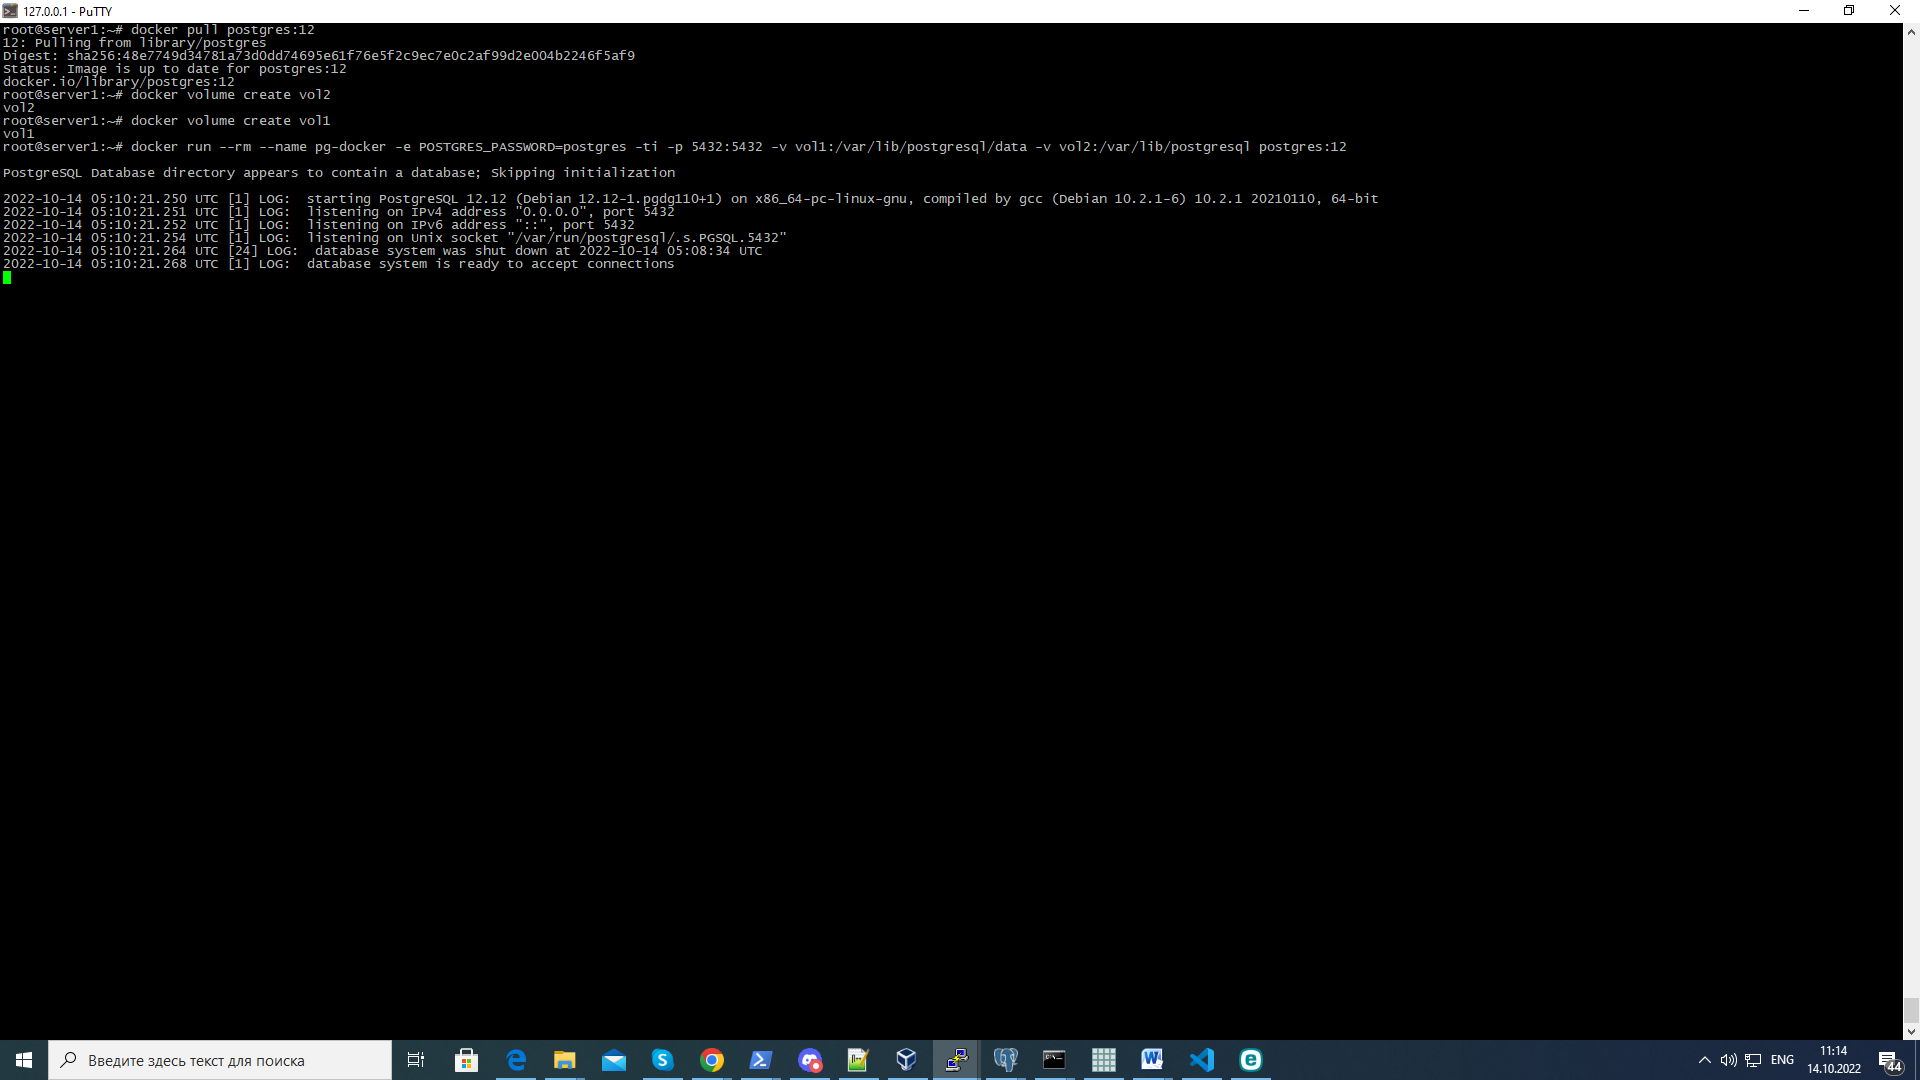 127.0.0.1 - PuTTY
root@server1:~# docker pull postgres:12
12: Pulling from library/postgres
Digest: sha256:48e7749d34781a73d0dd74695e61f76e5f2c9ec7e0c2af99d2e004b2246f5af9
Status: Image is up to date for postgres:12
docker.io/library/postgres:12
root@server1:~# docker volume create vol2
vol2
root@server1:~# docker volume create vol1
vol1
root@server1:~# docker run --rm --name pg-docker -e POSTGRES_PASSWORD=postgres -ti -p 5432:5432 -v vol1:/var/lib/postgresql/data -v vol2:/var/lib/postgresql postgres:12
PostgreSQL Database directory appears to contain a database; Skipping initialization
2022-10-14 05:10:21.250 UTC [1] LOG:  starting PostgreSQL 12.12 (Debian 12.12-1.pgdg110+1) on x86_64-pc-linux-gnu, compiled by gcc (Debian 10.2.1-6) 10.2.1 20210110, 64-bit
2022-10-14 05:10:21.251 UTC [1] LOG:  listening on IPv4 address "0.0.0.0", port 5432
2022-10-14 05:10:21.252 UTC [1] LOG:  listening on IPv6 address "::", port 5432
2022-10-14 05:10:21.254 UTC [1] LOG:  listening on Unix socket "/var/run/postgresql/.s.PGSQL.5432"
2022-10-14 05:10:21.264 UTC [24] LOG:  database system was shut down at 2022-10-14 05:08:34 UTC
2022-10-14 05:10:21.268 UTC [1] LOG:  database system is ready to accept connections
Введите здесь текст для поиска
ENG
11:14
14.10.2022
44